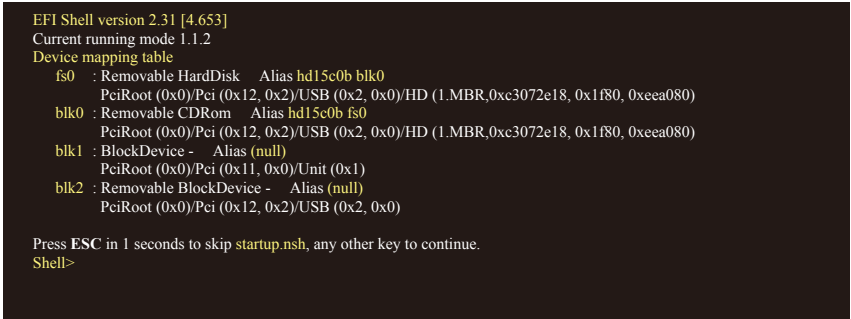 EFI Shell version 2.31 [4.653]
Current running mode 1.1.2
Device mapping table
fs0 : Removable HardDisk Alias hd15c0b blk0
PciRoot (0x0)/Pci (0x12, 0x2)/USB (0x2, 0x0)/HD (1.MBR,0xc3072e18, 0x1f80, 0xeea080)
blk0 : Removable CDRom Alias hd15c0b fs0
PciRoot (0x0)/Pci (0x12, 0x2)/USB (0x2, 0x0)/HD (1.MBR,0xc3072e18, 0x1f80, 0xeea080)
blk1 : BlockDevice - Alias (null)
PciRoot (0x0)/Pci (0x11, 0x0)/Unit (0x1)
blk2 : Removable BlockDevice - Alias (null)
PciRoot (0x0)/Pci (0x12, 0x2)/USB (0x2, 0x0)
Press ESC in 1 seconds to skip startup.nsh, any other key to continue.
Shell>